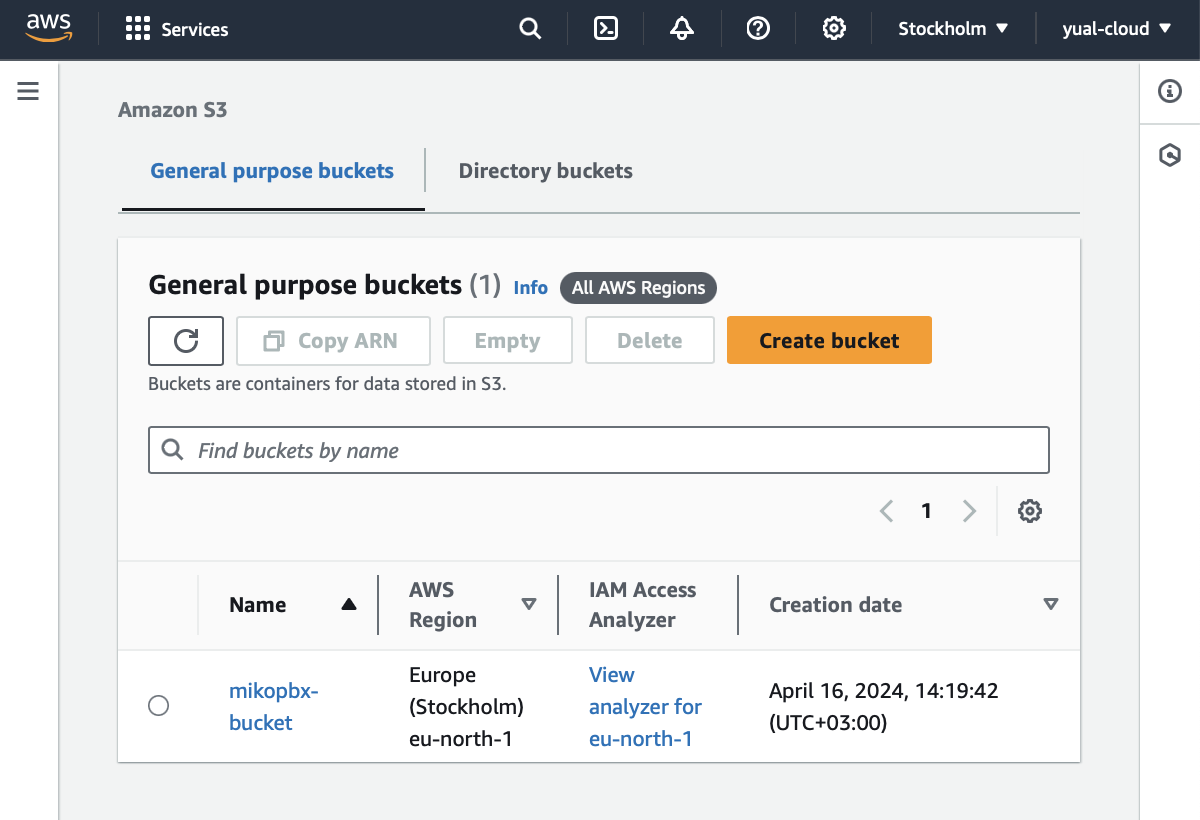 aws Services Stockholm yual-cloud
Amazon S3
General purpose buckets Directory buckets
General purpose buckets (1) Info All AWS Regions
Copy ARN Empty Delete Create bucket
Buckets are containers for data stored in S3.
Find buckets by name
1
Name AWS Region IAM Access Analyzer Creation date
mikopbx-bucket Europe (Stockholm) eu-north-1 View analyzer for eu-north-1 April 16, 2024, 14:19:42 (UTC+03:00)